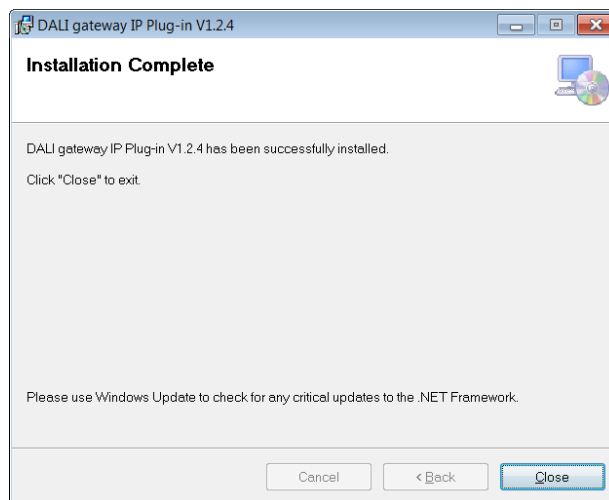 DALI gateway IP Plug-in V1.2.4
Installation Complete
DALI gateway IP Plug-in V1.2.4 has been successfully installed.
Click "Close" to exit.
Please use Windows Update to check for any critical updates to the .NET Framework.
Cancel
< Back
Close